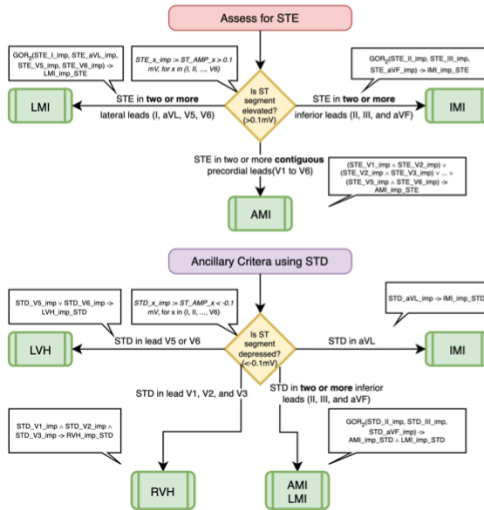 Assess for STE
GOR₂(STE_I_imp, STE_aVL_imp,
STE_V5_imp, STE_V6_imp) ->
LMI_imp_STE
STE_x_imp := ST_AMP_x > 0.1
mV, for x in {I, II, ..., V6}
GOR₂(STE_II_imp, STE_III_imp,
STE_aVF_imp) -> IMI_imp_STE
Is ST
segment
elevated?
(>0.1mV)
LMI
STE in two or more
lateral leads (I, aVL, V5, V6)
STE in two or more
inferior leads (II, III, and aVF)
IMI
STE in two or more contiguous
precordial leads(V1 to V6)
(STE_V1_imp ∧ STE_V2_imp) ∨
(STE_V2_imp ∧ STE_V3_imp) ∨ ... ∨
(STE_V5_imp ∧ STE_V6_imp) ->
AMI_imp_STE
AMI
Ancillary Critera using STD
STD_V5_imp ∨ STD_V6_imp ->
LVH_imp_STD
STD_x_imp := ST_AMP_x < -0.1
mV, for x in {I, II, ..., V6}
STD_aVL_imp -> IMI_imp_STD
Is ST
segment
depressed?
(<-0.1mV)
LVH
STD in lead V5 or V6
STD in aVL
IMI
STD in lead V1, V2, and V3
STD in two or more inferior
leads (II, III, and aVF)
STD_V1_imp ∧ STD_V2_imp ∧
STD_V3_imp -> RVH_imp_STD
GOR₂(STD_II_imp, STD_III_imp,
STD_aVF_imp) ->
AMI_imp_STD ∧ LMI_imp_STD
RVH
AMI
LMI